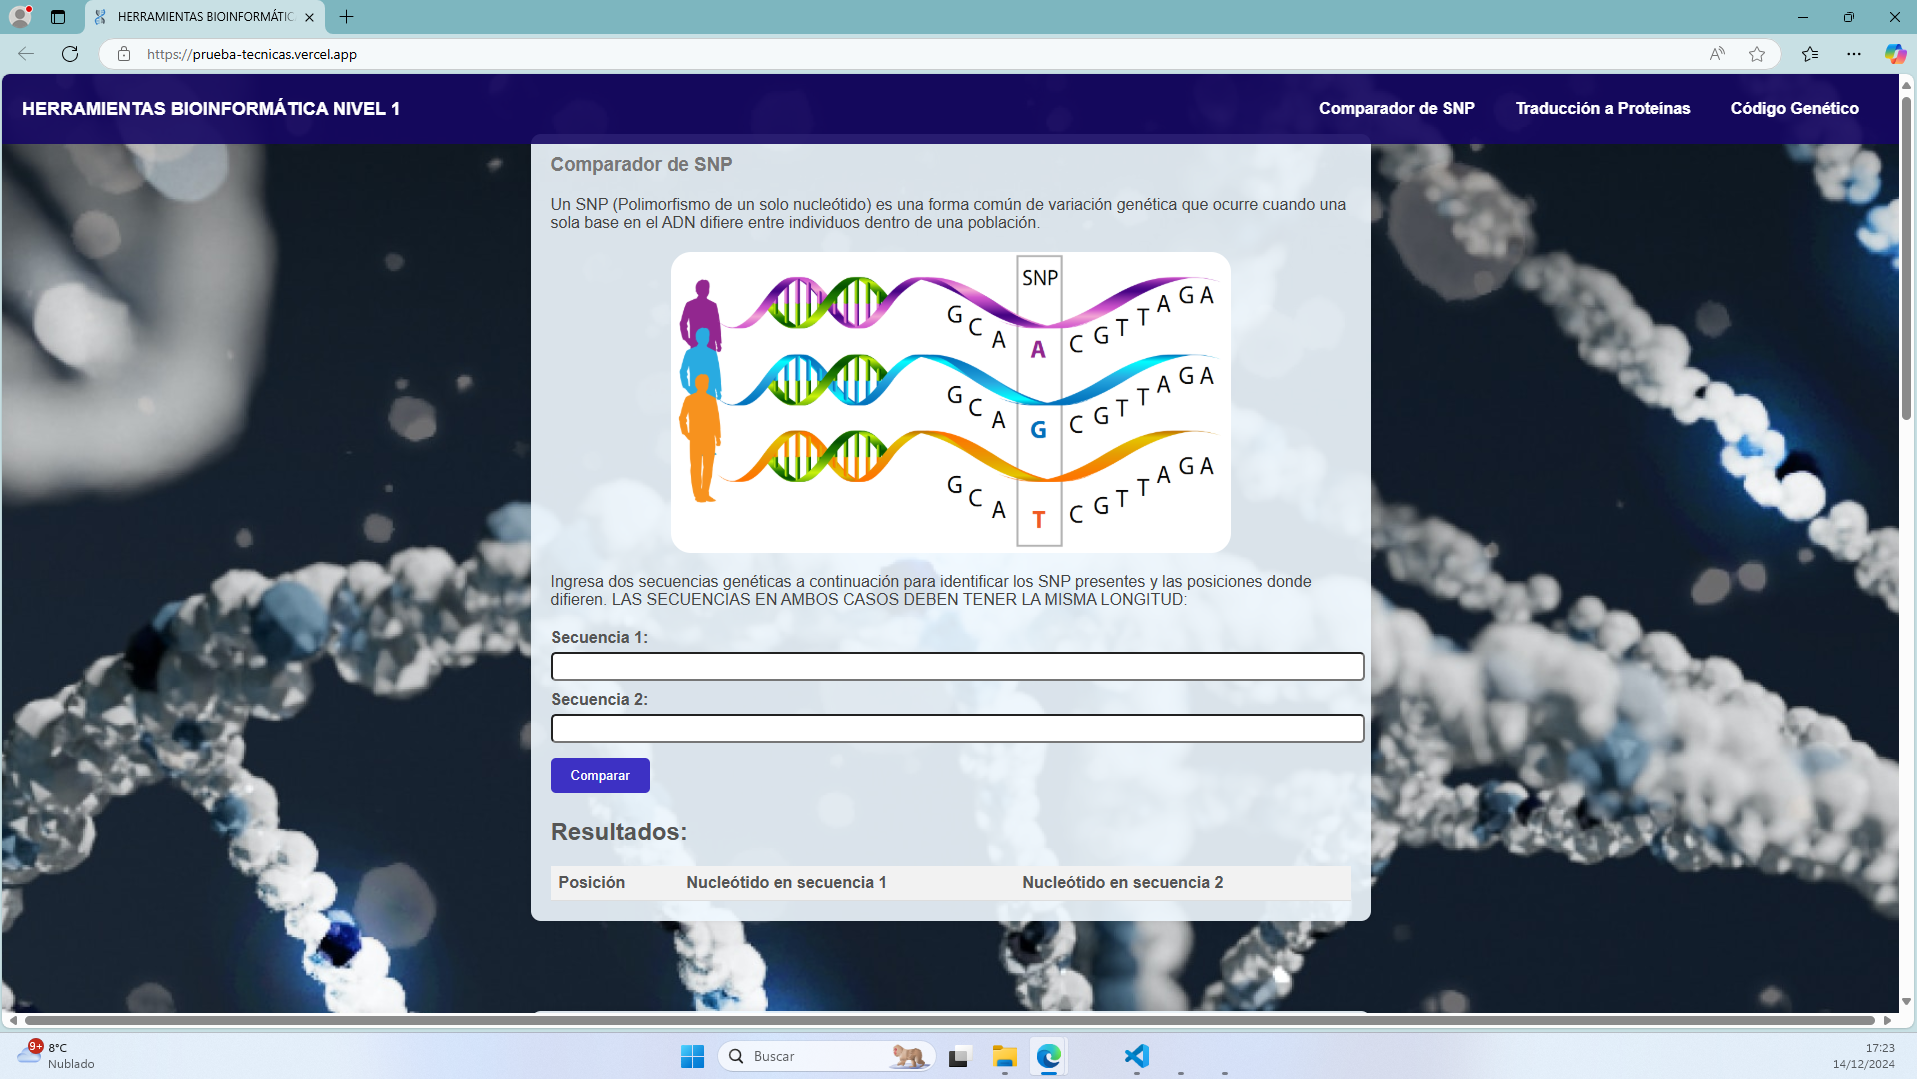 HERRAMIENTAS BIOINFORMÁTIC
https://prueba-tecnicas.vercel.app
HERRAMIENTAS BIOINFORMÁTICA NIVEL 1
Comparador de SNP
Traducción a Proteínas
Código Genético
Comparador de SNP
Un SNP (Polimorfismo de un solo nucleótido) es una forma común de variación genética que ocurre cuando una
sola base en el ADN difiere entre individuos dentro de una población.
SNP
G C A A C G T T A G A
G C A G C G T T A G A
G C A T C G T T A G A
Ingresa dos secuencias genéticas a continuación para identificar los SNP presentes y las posiciones donde
difieren. LAS SECUENCIAS EN AMBOS CASOS DEBEN TENER LA MISMA LONGITUD:
Secuencia 1:
Secuencia 2:
Comparar
Resultados:
Posición Nucleótido en secuencia 1 Nucleótido en secuencia 2
9+
8°C
Nublado
Buscar
17:23
14/12/2024